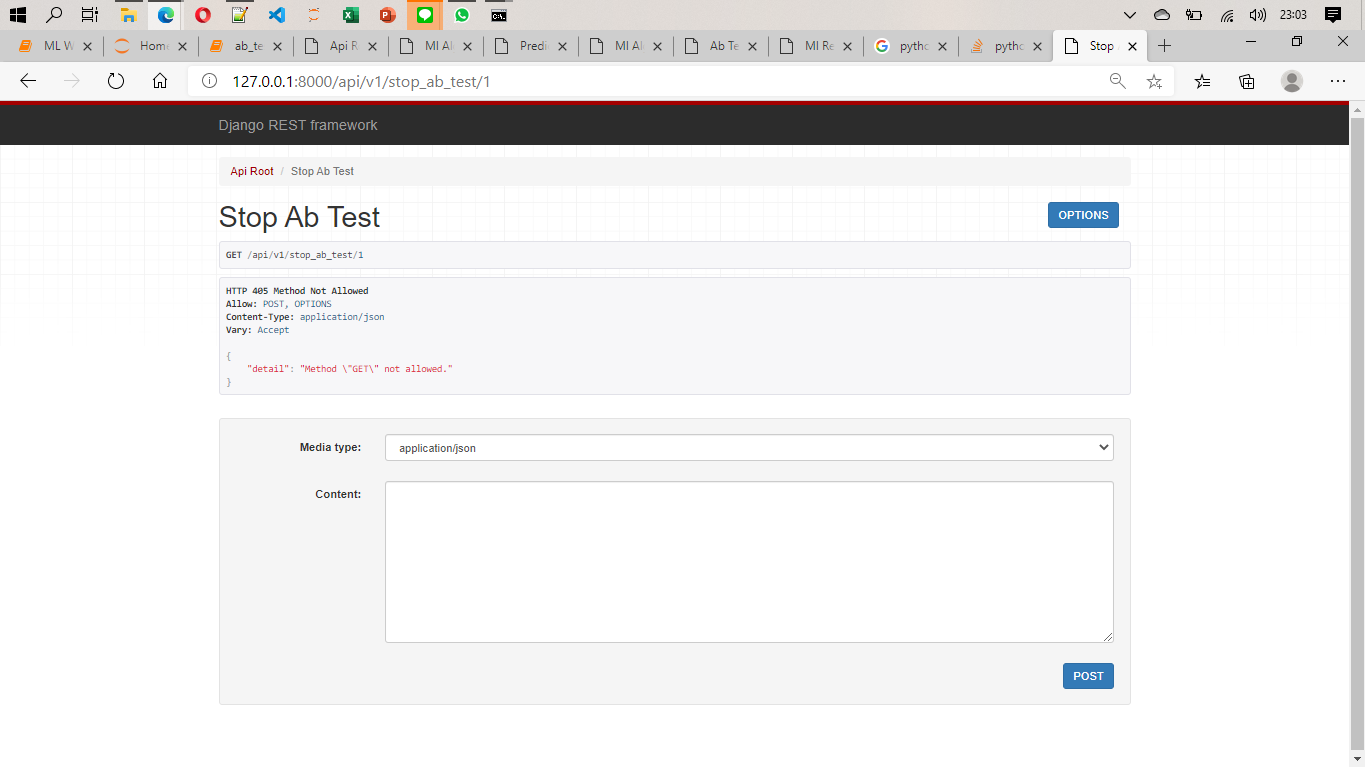 23:03
ML W
Home
ab_te
Api R
MI Al
Predi
MI Al
Ab Te
MI Re
pytho
pytho
Stop
127.0.0.1:8000/api/v1/stop_ab_test/1
Django REST framework
Api Root / Stop Ab Test
Stop Ab Test
OPTIONS
GET /api/v1/stop_ab_test/1
HTTP 405 Method Not Allowed
Allow: POST, OPTIONS
Content-Type: application/json
Vary: Accept
{
"detail": "Method \"GET\" not allowed."
}
Media type:
application/json
Content:
POST